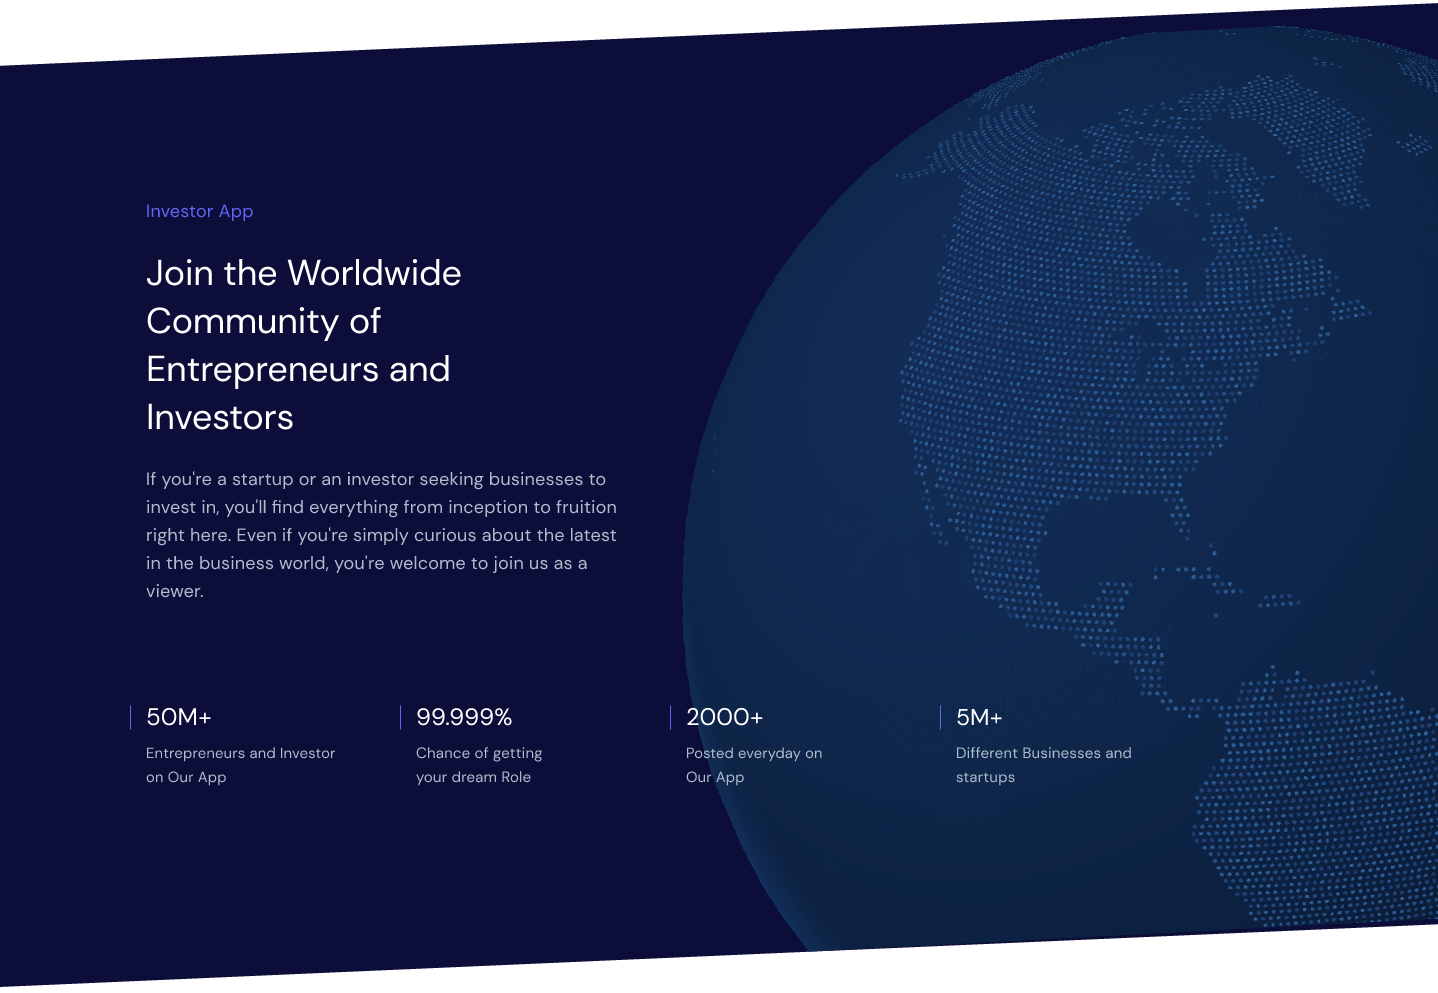 Investor App
Join the Worldwide
Community of
Entrepreneurs and
Investors
If you're a startup or an investor seeking businesses to
invest in, you'll find everything from inception to fruition
right here. Even if you're simply curious about the latest
in the business world, you're welcome to join us as a
viewer.
50M+
Entrepreneurs and Investor
on Our App
99.999%
Chance of getting
your dream Role
2000+
Posted everyday on
Our App
5M+
Different Businesses and
startups